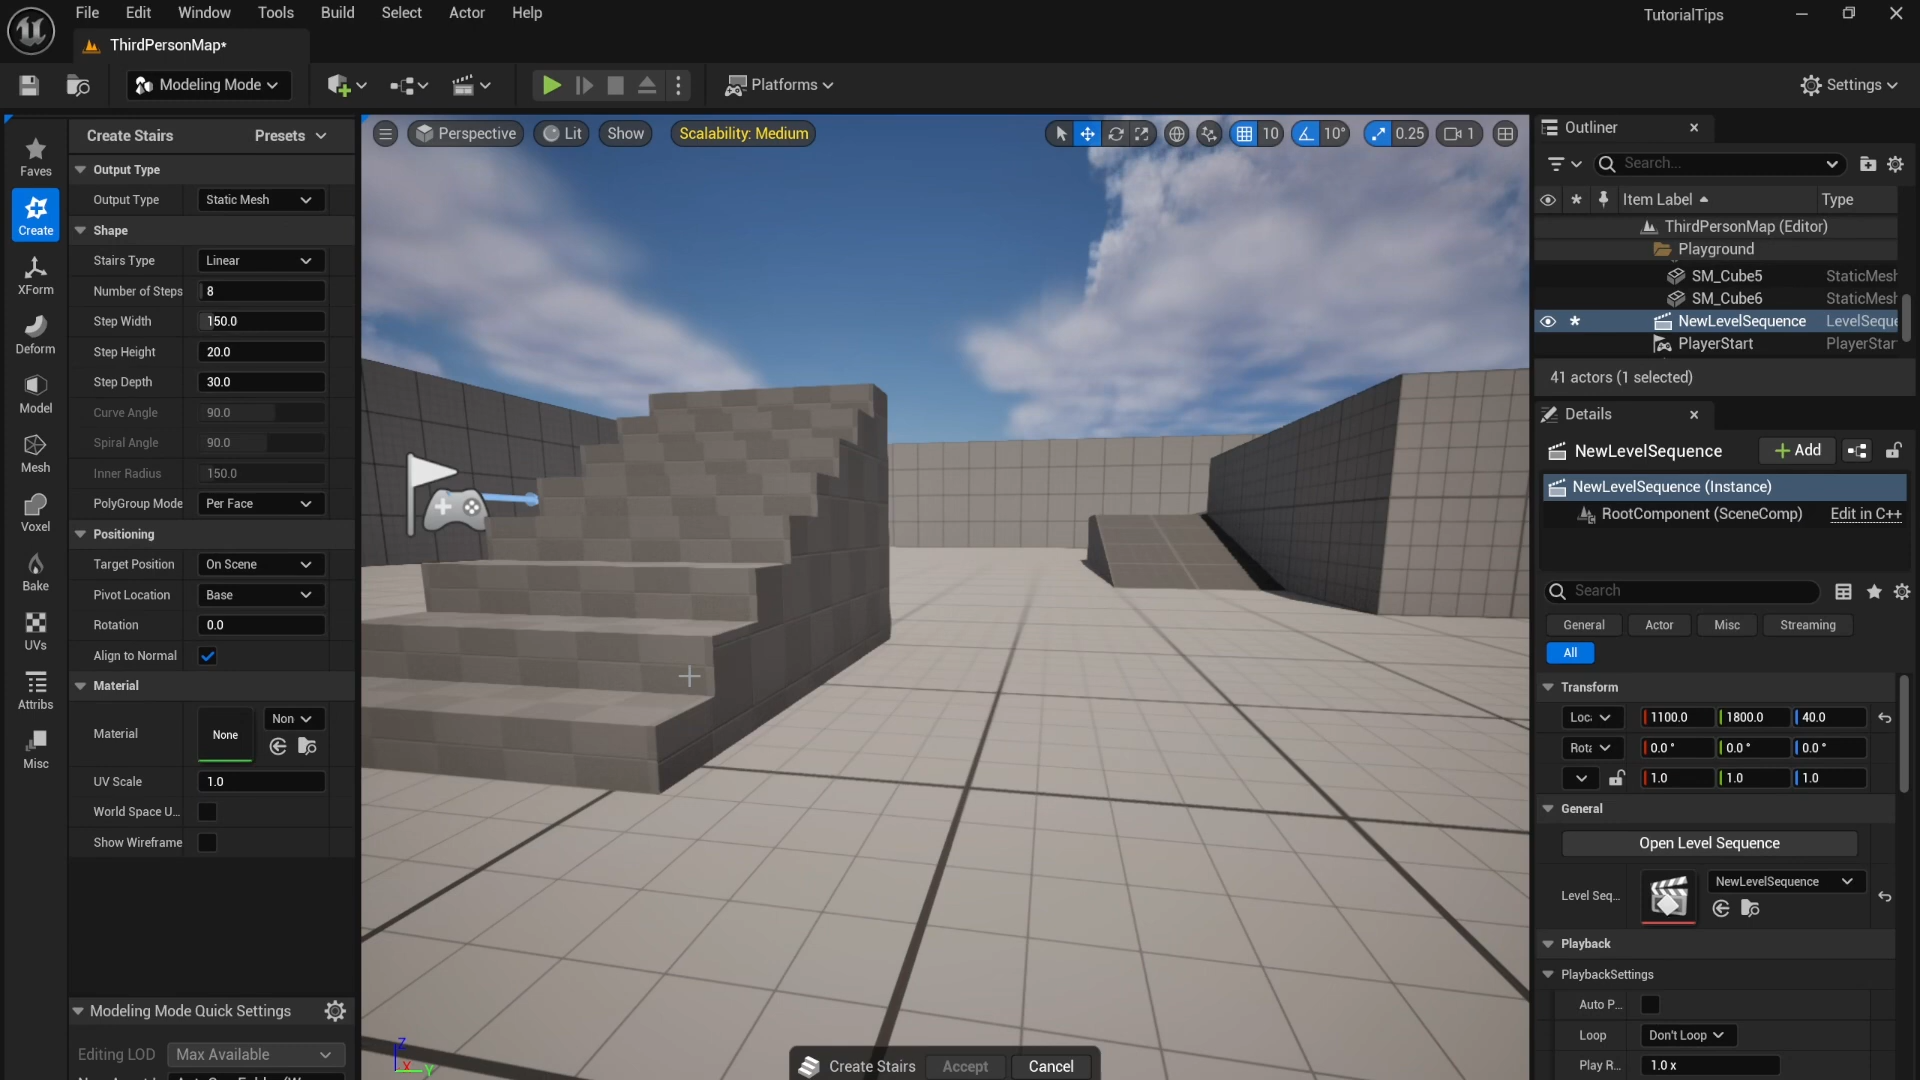 File Edit Window Tools Build Select Actor Help
TutorialTips
ThirdPersonMap*
Modeling Mode
Platforms
Settings
Create Stairs Presets
Output Type
Output Type Static Mesh
Shape
Stairs Type Linear
Number of Steps 8
Step Width 150.0
Step Height 20.0
Step Depth 30.0
Curve Angle 90.0
Spiral Angle 90.0
Inner Radius 150.0
PolyGroup Mode Per Face
Positioning
Target Position On Scene
Pivot Location Base
Rotation 0.0
Align to Normal
Material
Material None Non
UV Scale 1.0
World Space U...
Show Wireframe
Modeling Mode Quick Settings
Editing LOD Max Available
Faves
Create
XForm
Deform
Model
Mesh
Voxel
Bake
UVs
Attribs
Misc
Perspective Lit Show Scalability: Medium
10 10° 0.25 1
Z
X Y
Create Stairs Accept Cancel
Outliner
Search...
Item Label Type
ThirdPersonMap (Editor)
Playground
SM_Cube5 StaticMesh
SM_Cube6 StaticMesh
NewLevelSequence LevelSeque
PlayerStart PlayerStar
41 actors (1 selected)
Details
NewLevelSequence Add
NewLevelSequence (Instance)
RootComponent (SceneComp) Edit in C++
Search
General Actor Misc Streaming
All
Transform
Loca 1100.0 1800.0 40.0
Rota 0.0° 0.0° 0.0°
1.0 1.0 1.0
General
Open Level Sequence
Level Seq... NewLevelSequence
Playback
PlaybackSettings
Auto P...
Loop Don't Loop
Play R... 1.0 x